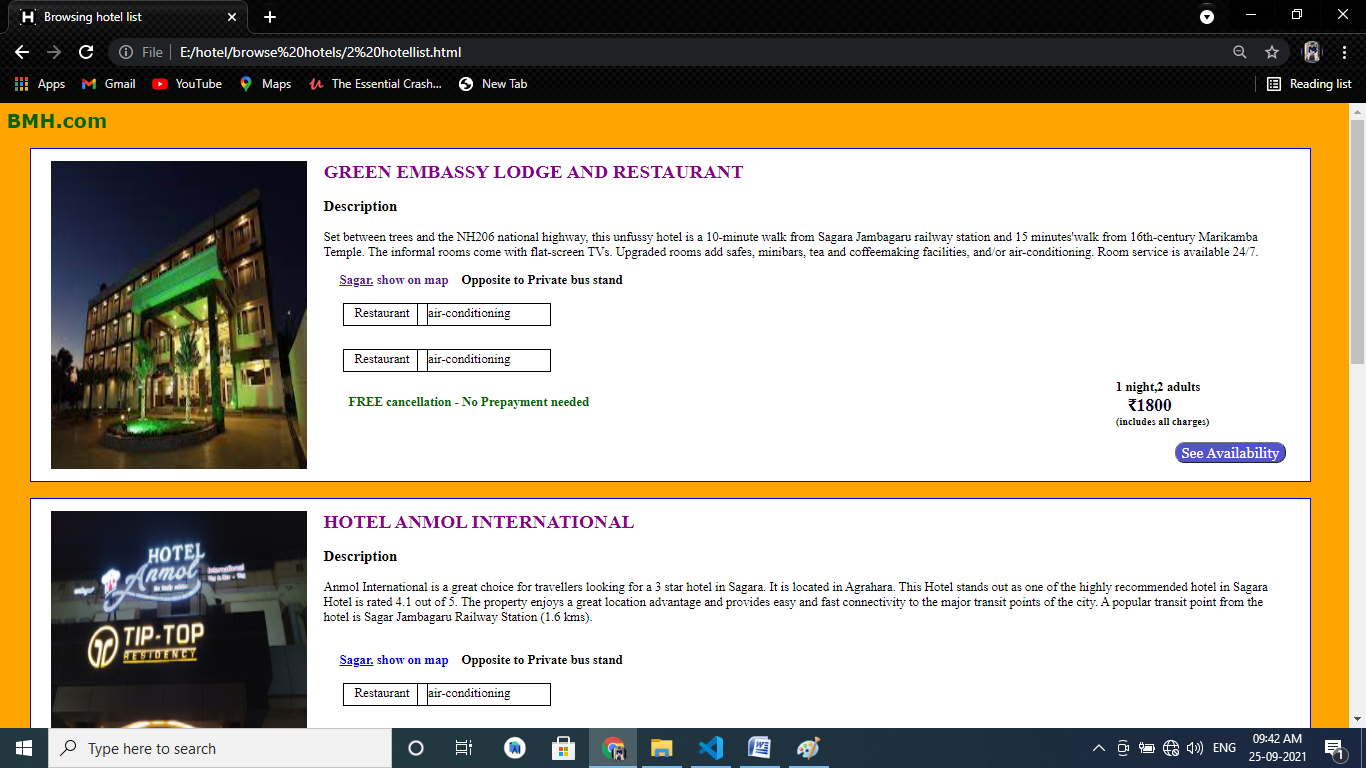 Browsing hotel list
File | E:/hotel/browse%20hotels/2%20hotellist.html
Apps Gmail YouTube Maps The Essential Crash... New Tab Reading list
BMH.com
GREEN EMBASSY LODGE AND RESTAURANT
Description
Set between trees and the NH206 national highway, this unfussy hotel is a 10-minute walk from Sagara Jambagaru railway station and 15 minutes'walk from 16th-century Marikamba
Temple. The informal rooms come with flat-screen TVs. Upgraded rooms add safes, minibars, tea and coffeemaking facilities, and/or air-conditioning. Room service is available 24/7.
Sagar. show on map Opposite to Private bus stand
Restaurant air-conditioning
Restaurant air-conditioning
FREE cancellation - No Prepayment needed
1 night,2 adults
₹1800
(includes all charges)
See Availability
HOTEL ANMOL INTERNATIONAL
Description
Anmol International is a great choice for travellers looking for a 3 star hotel in Sagara. It is located in Agrahara. This Hotel stands out as one of the highly recommended hotel in Sagara
Hotel is rated 4.1 out of 5. The property enjoys a great location advantage and provides easy and fast connectivity to the major transit points of the city. A popular transit point from the
hotel is Sagar Jambagaru Railway Station (1.6 kms).
Sagar. show on map Opposite to Private bus stand
Restaurant air-conditioning
HOTEL
Anmol
International
TIP-TOP
RESIDENCY
Type here to search
ENG
09:42 AM
25-09-2021
1